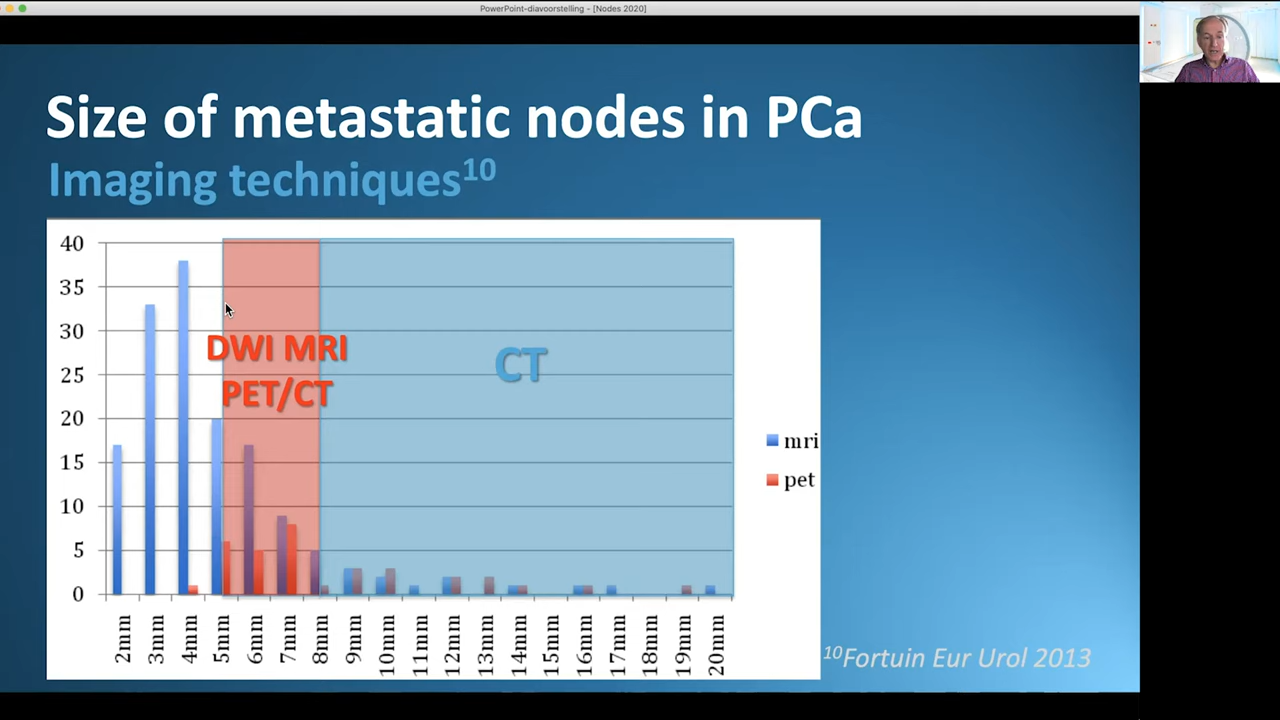 PowerPoint-diavoorstelling - [Nodes 2020]
Size of metastatic nodes in PCa
Imaging techniques¹⁰
40
35
30
25
20
15
10
5
0
DWI MRI
PET/CT
CT
mri
pet
2mm
3mm
4mm
5mm
6mm
7mm
8mm
9mm
10mm
11mm
12mm
13mm
14mm
15mm
16mm
17mm
18mm
19mm
20mm
¹⁰Fortuin Eur Urol 2013